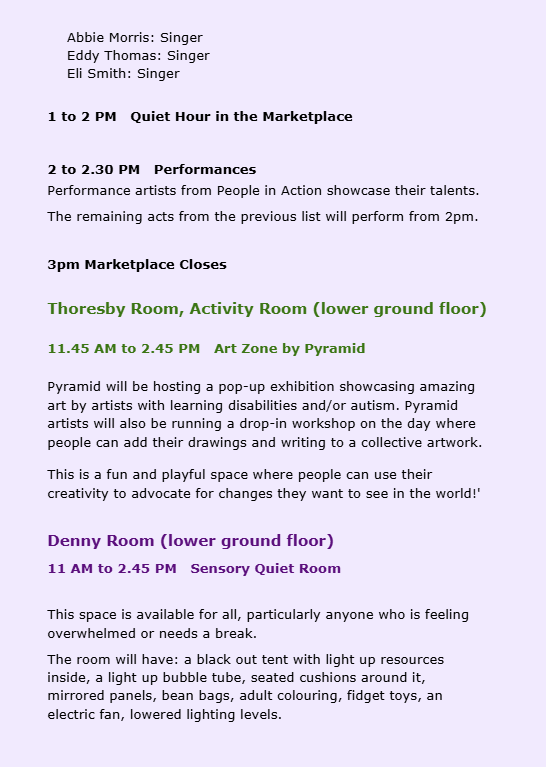 Abbie Morris: Singer
Eddy Thomas: Singer
Eli Smith: Singer
1 to 2 PM   Quiet Hour in the Marketplace
2 to 2.30 PM   Performances
Performance artists from People in Action showcase their talents.
The remaining acts from the previous list will perform from 2pm.
3pm Marketplace Closes
Thoresby Room, Activity Room (lower ground floor)
11.45 AM to 2.45 PM   Art Zone by Pyramid
Pyramid will be hosting a pop-up exhibition showcasing amazing
art by artists with learning disabilities and/or autism. Pyramid
artists will also be running a drop-in workshop on the day where
people can add their drawings and writing to a collective artwork.
This is a fun and playful space where people can use their
creativity to advocate for changes they want to see in the world!'
Denny Room (lower ground floor)
11 AM to 2.45 PM   Sensory Quiet Room
This space is available for all, particularly anyone who is feeling
overwhelmed or needs a break.
The room will have: a black out tent with light up resources
inside, a light up bubble tube, seated cushions around it,
mirrored panels, bean bags, adult colouring, fidget toys, an
electric fan, lowered lighting levels.